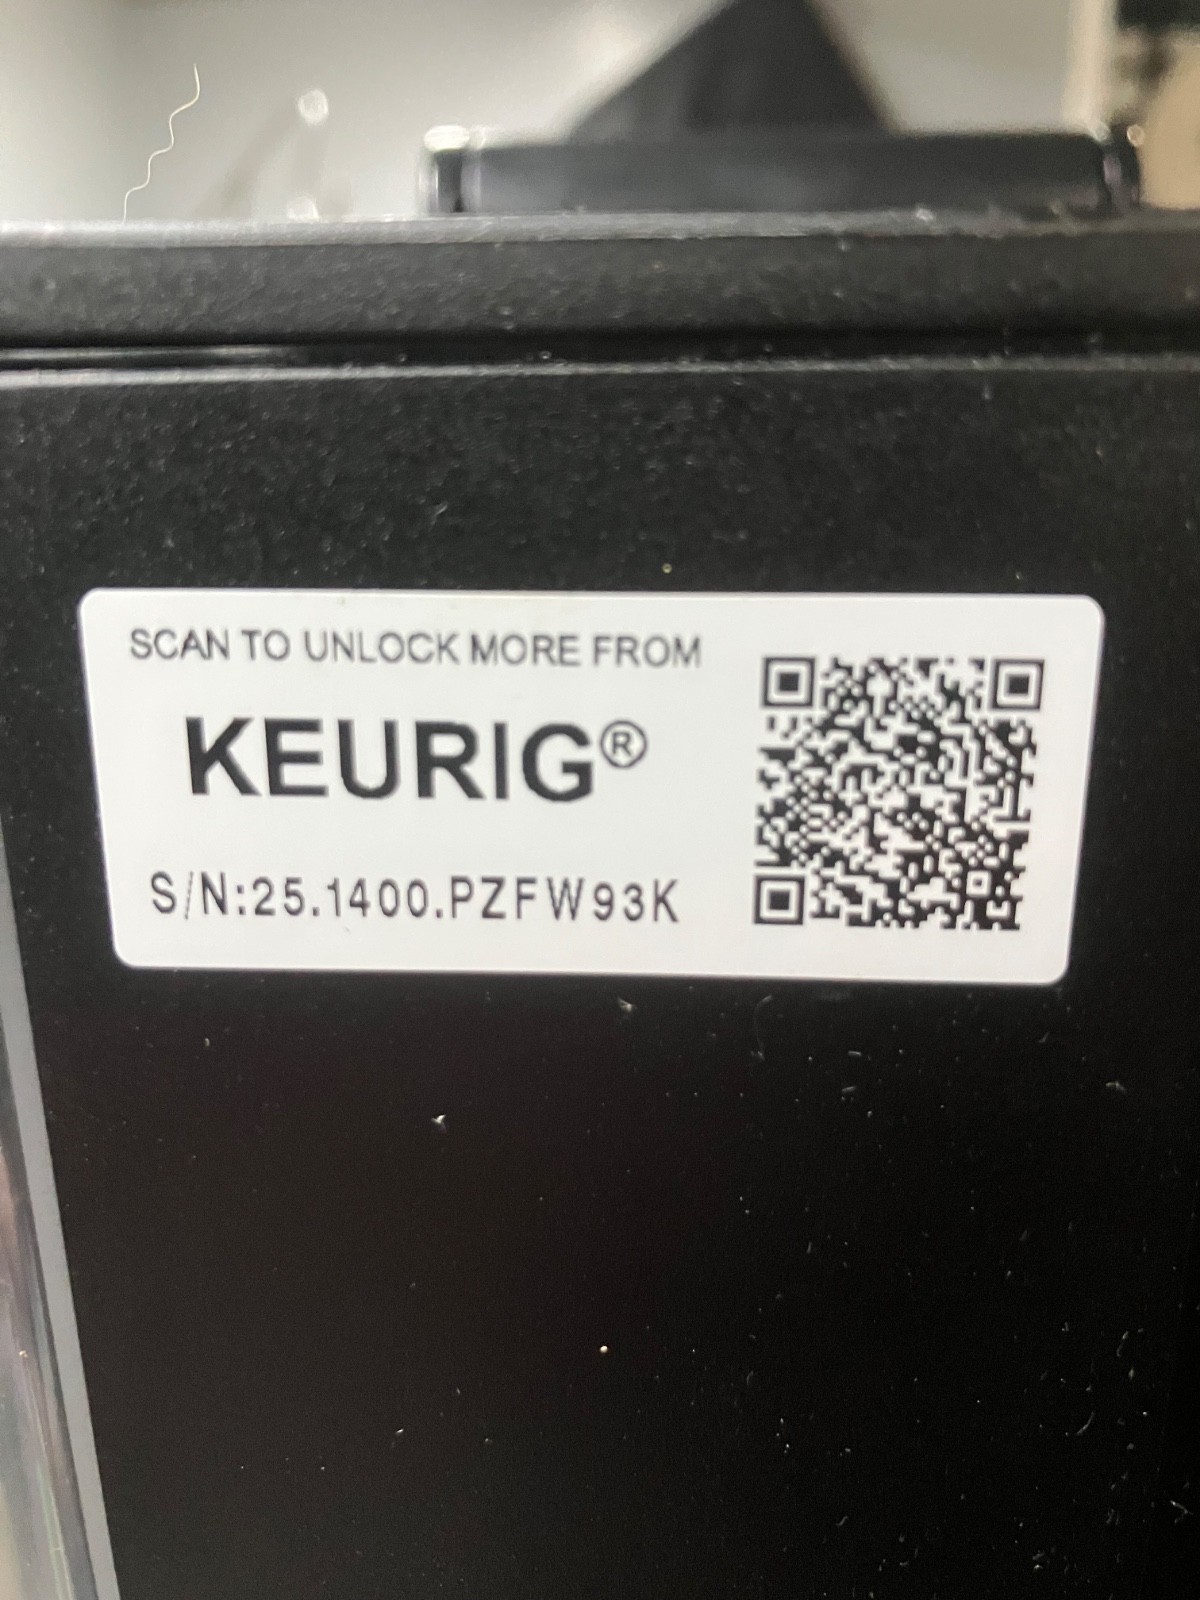 SCAN TO UNLOCK MORE FROM
KEURIG®
S/N:25.1400.PZFW93K